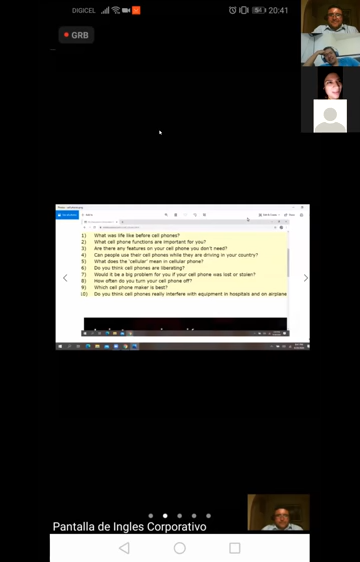 DIGICEL
51
20:41
GRB
1) What was life like before cell phones?
2) What cell phone functions are important for you?
3) Are there any features on your cell phone you don't need?
4) Can people use their cell phones while they are driving in your country?
5) What does the 'cellular' mean in cellular phone?
6) Do you think cell phones are liberating?
7) Would it be a big problem for you if your cell phone was lost or stolen?
8) How often do you turn your cell phone off?
9) Which cell phone maker is best?
10) Do you think cell phones really interfere with equipment in hospitals and on airplane
Pantalla de Ingles Corporativo